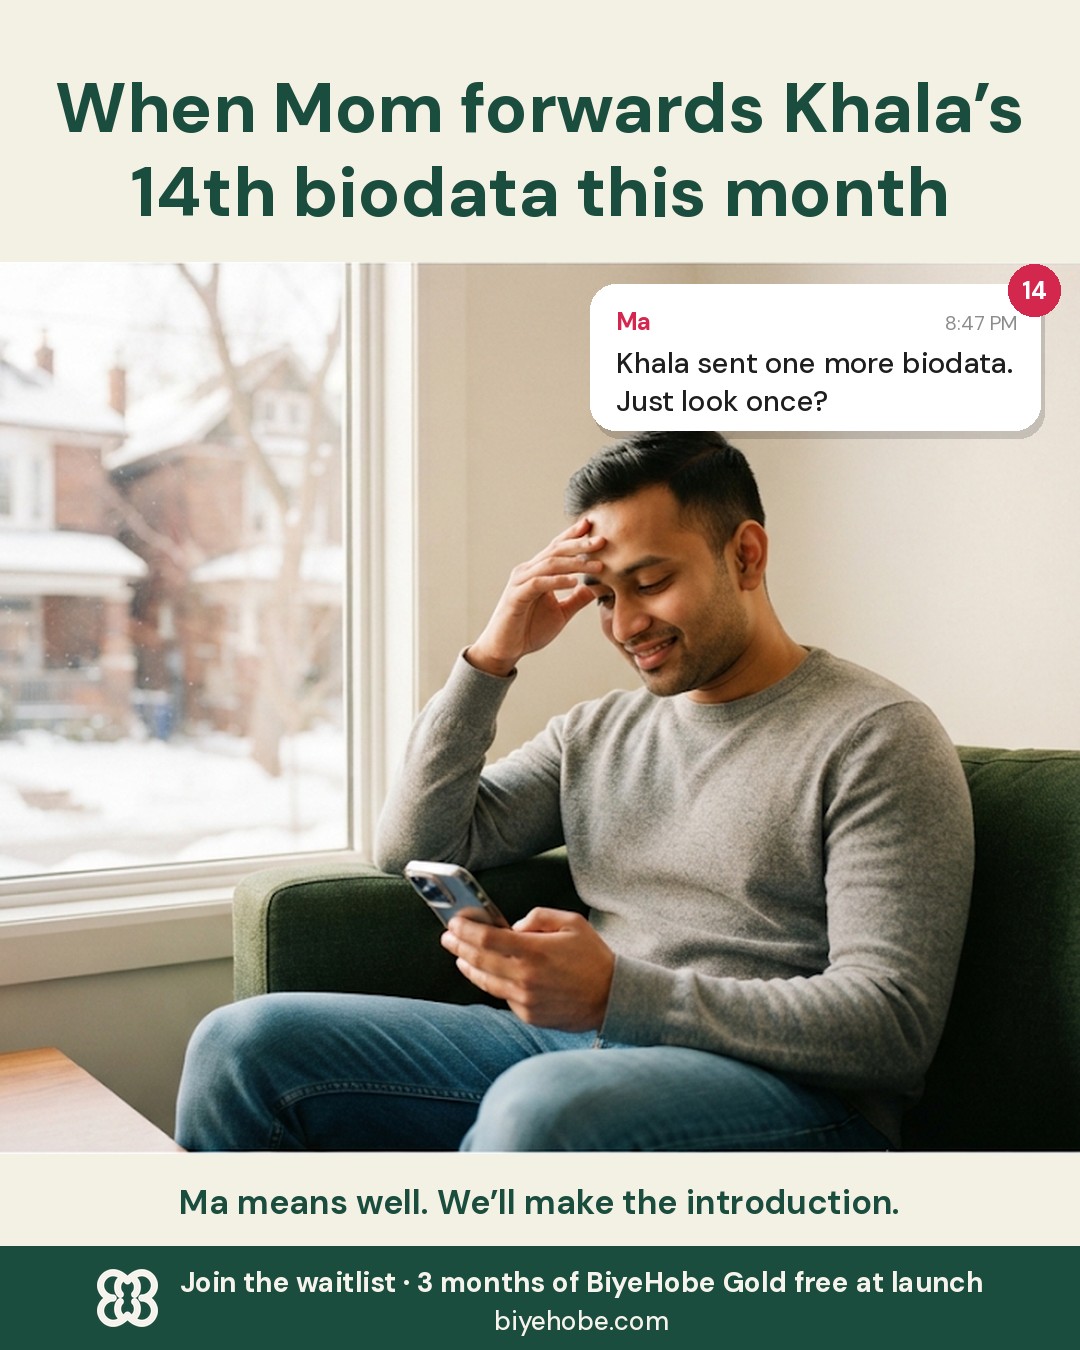 When Mom forwards Khala’s
14th biodata this month
14
Ma 8:47 PM
Khala sent one more biodata.
Just look once?
Ma means well. We’ll make the introduction.
Join the waitlist · 3 months of BiyeHobe Gold free at launch
biyehobe.com